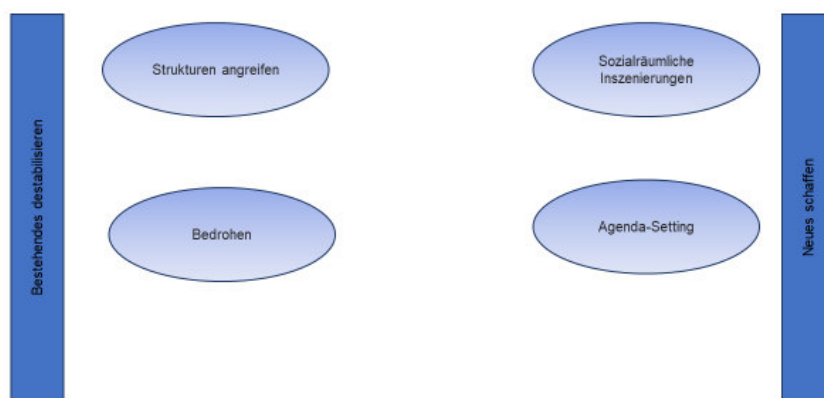 Bestehendes destabilisieren
Strukturen angreifen
Bedrohen
Sozialräumliche
Inszenierungen
Agenda-Setting
Neues schaffen